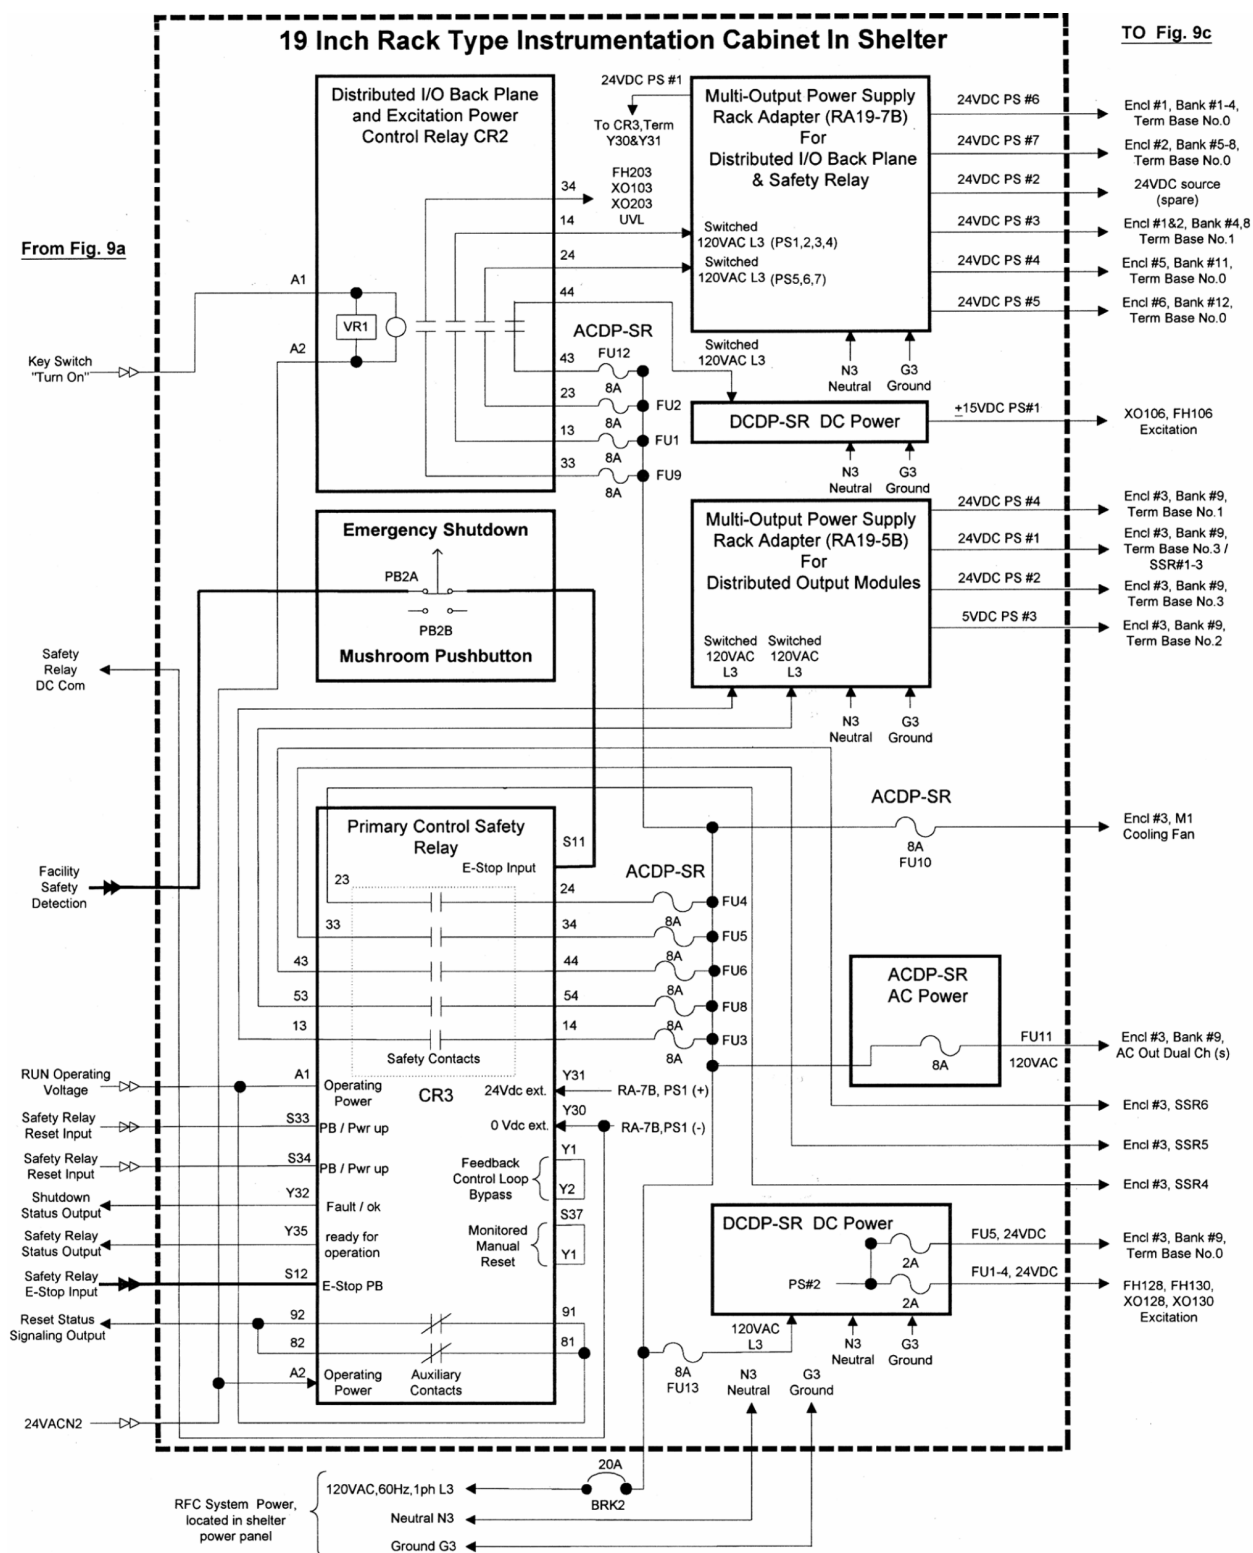 19 Inch Rack Type Instrumentation Cabinet In Shelter
TO Fig. 9c
From Fig. 9a
Distributed I/O Back Plane
and Excitation Power
Control Relay CR2
24VDC PS #1
To CR3,Term
Y30&Y31
FH203
XO103
XO203
UVL
34
14
24
44
A1
VR1
A2
Key Switch
"Turn On"
ACDP-SR
43
FU12
8A
23
FU2
8A
13
FU1
8A
33
FU9
8A
Multi-Output Power Supply
Rack Adapter (RA19-7B)
For
Distributed I/O Back Plane
& Safety Relay
Switched
120VAC L3 (PS1,2,3,4)
Switched
120VAC L3 (PS5,6,7)
24VDC PS #6
Encl #1, Bank #1-4,
Term Base No.0
24VDC PS #7
Encl #2, Bank #5-8,
Term Base No.0
24VDC PS #2
24VDC source
(spare)
24VDC PS #3
Encl #1&2, Bank #4,8
Term Base No.1
24VDC PS #4
Encl #5, Bank #11,
Term Base No.0
24VDC PS #5
Encl #6, Bank #12,
Term Base No.0
Switched
120VAC L3
N3
Neutral
G3
Ground
DCDP-SR DC Power
±15VDC PS#1
XO106, FH106
Excitation
N3
Neutral
G3
Ground
Emergency Shutdown
PB2A
PB2B
Mushroom Pushbutton
Multi-Output Power Supply
Rack Adapter (RA19-5B)
For
Distributed Output Modules
Switched
120VAC
L3
Switched
120VAC
L3
24VDC PS #4
Encl #3, Bank #9,
Term Base No.1
24VDC PS #1
Encl #3, Bank #9,
Term Base No.3 /
SSR#1-3
24VDC PS #2
Encl #3, Bank #9,
Term Base No.3
5VDC PS #3
Encl #3, Bank #9,
Term Base No.2
N3
Neutral
G3
Ground
Safety
Relay
DC Com
ACDP-SR
8A
FU10
Encl #3, M1
Cooling Fan
Facility
Safety
Detection
Primary Control Safety
Relay
S11
E-Stop Input
ACDP-SR
23
24
8A
FU4
33
34
8A
FU5
43
44
8A
FU6
53
54
8A
FU8
13
14
8A
FU3
Safety Contacts
CR3
ACDP-SR
AC Power
8A
FU11
120VAC
Encl #3, Bank #9,
AC Out Dual Ch (s)
RUN Operating
Voltage
A1
Operating
Power
24Vdc ext.
Y31
RA-7B, PS1 (+)
Encl #3, SSR6
Safety Relay
Reset Input
S33
PB / Pwr up
0 Vdc ext.
Y30
RA-7B,PS1 (-)
Encl #3, SSR5
Safety Relay
Reset Input
S34
PB / Pwr up
Feedback
Control Loop
Bypass
Y1
Y2
Encl #3, SSR4
Shutdown
Status Output
Y32
Fault / ok
Safety Relay
Status Output
Y35
ready for
operation
Monitored
Manual
Reset
S37
Y1
Safety Relay
E-Stop Input
S12
E-Stop PB
DCDP-SR DC Power
PS#2
2A
2A
FU5, 24VDC
Encl #3, Bank #9,
Term Base No.0
FU1-4, 24VDC
FH128, FH130,
XO128, XO130
Excitation
Reset Status
Signaling Output
92
91
82
81
A2
Operating
Power
Auxiliary
Contacts
120VAC
L3
N3
Neutral
G3
Ground
8A
FU13
N3
Neutral
G3
Ground
24VACN2
20A
BRK2
RFC System Power,
located in shelter
power panel
120VAC,60Hz,1ph L3
Neutral N3
Ground G3